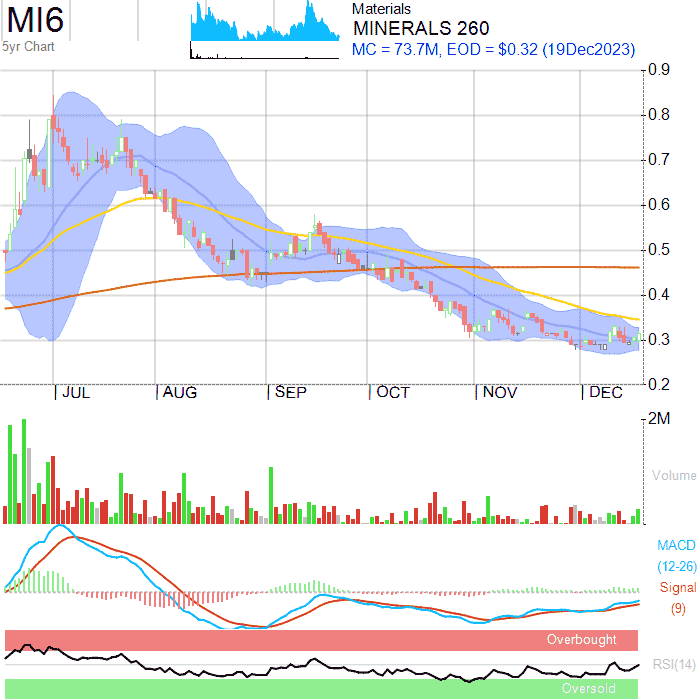 MI6
5yr Chart
Materials
MINERALS 260
MC = 73.7M, EOD = $0.32 (19Dec2023)
0.9
0.8
0.7
0.6
0.5
0.4
0.3
0.2
JUL
AUG
SEP
OCT
NOV
DEC
2M
Volume
MACD
(12-26)
Signal
(9)
Overbought
RSI(14)
Oversold